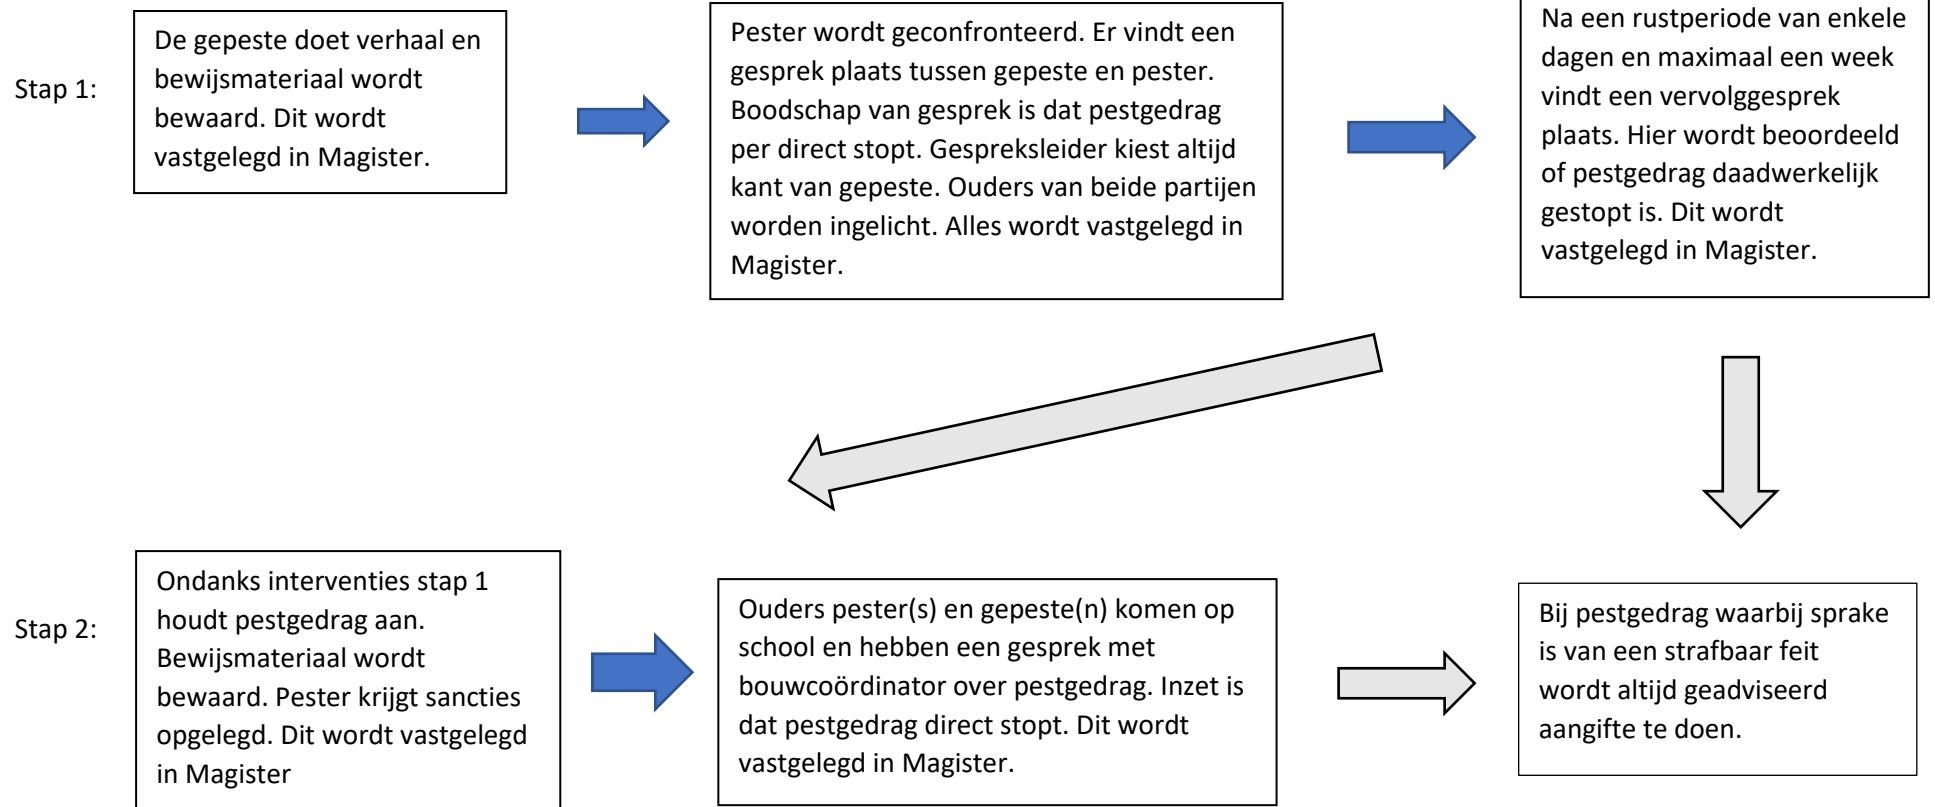 Stap 1:
De gepeste doet verhaal en
bewijsmateriaal wordt
bewaard. Dit wordt
vastgelegd in Magister.
Pester wordt geconfronteerd. Er vindt een
gesprek plaats tussen gepeste en pester.
Boodschap van gesprek is dat pestgedrag
per direct stopt. Gespreksleider kiest altijd
kant van gepeste. Ouders van beide partijen
worden ingelicht. Alles wordt vastgelegd in
Magister.
Na een rustperiode van enkele
dagen en maximaal een week
vindt een vervolggesprek
plaats. Hier wordt beoordeeld
of pestgedrag daadwerkelijk
gestopt is. Dit wordt
vastgelegd in Magister.
Stap 2:
Ondanks interventies stap 1
houdt pestgedrag aan.
Bewijsmateriaal wordt
bewaard. Pester krijgt sancties
opgelegd. Dit wordt vastgelegd
in Magister
Ouders pester(s) en gepeste(n) komen op
school en hebben een gesprek met
bouwcoördinator over pestgedrag. Inzet is
dat pestgedrag direct stopt. Dit wordt
vastgelegd in Magister.
Bij pestgedrag waarbij sprake
is van een strafbaar feit
wordt altijd geadviseerd
aangifte te doen.